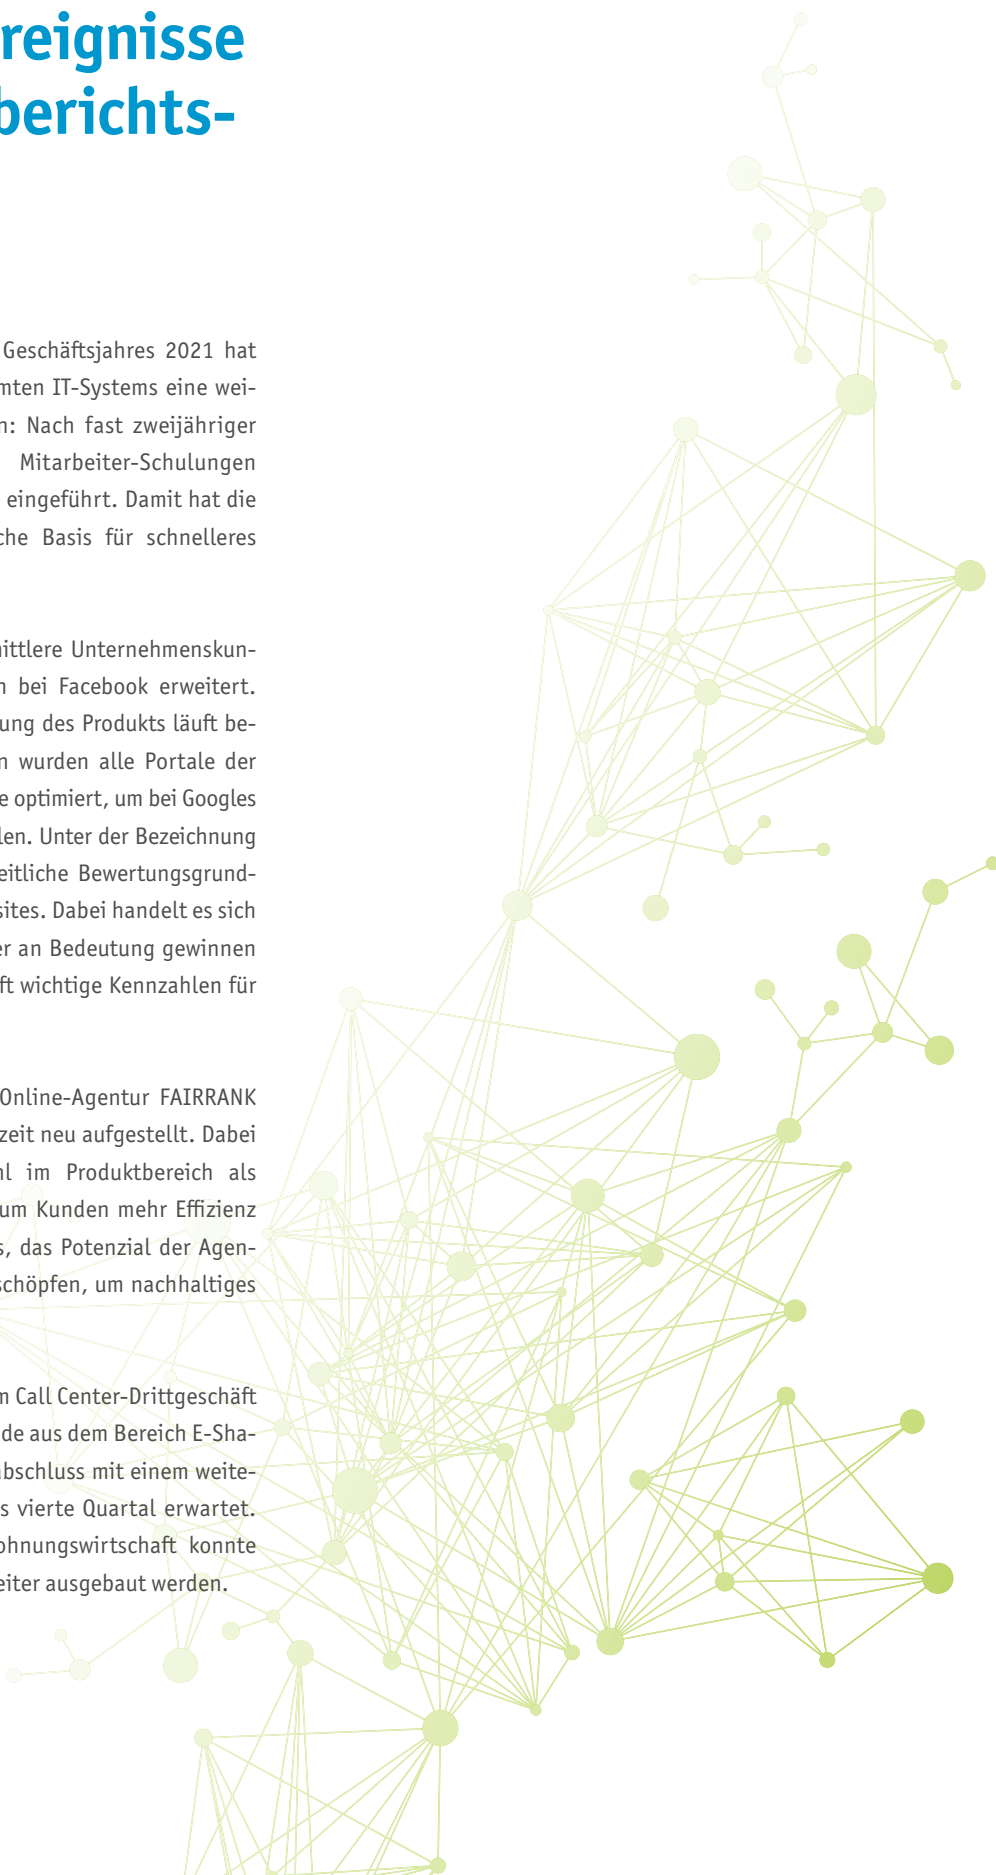 reignisse
berichts-
Geschäftsjahres 2021 hat
mten IT-Systems eine wei-
n: Nach fast zweijähriger
Mitarbeiter-Schulungen
eingeführt. Damit hat die
che Basis für schnelleres
ittlere Unternehmenskun-
n bei Facebook erweitert.
ung des Produkts läuft be-
n wurden alle Portale der
e optimiert, um bei Googles
len. Unter der Bezeichnung
eitliche Bewertungsgrund-
sites. Dabei handelt es sich
er an Bedeutung gewinnen
ft wichtige Kennzahlen für
Online-Agentur FAIRRANK
zeit neu aufgestellt. Dabei
hl im Produktbereich als
um Kunden mehr Effizienz
s, das Potenzial der Agen-
schöpfen, um nachhaltiges
m Call Center-Drittgeschäft
de aus dem Bereich E-Sha-
abschluss mit einem weite-
s vierte Quartal erwartet.
ohnungswirtschaft konnte
eiter ausgebaut werden.